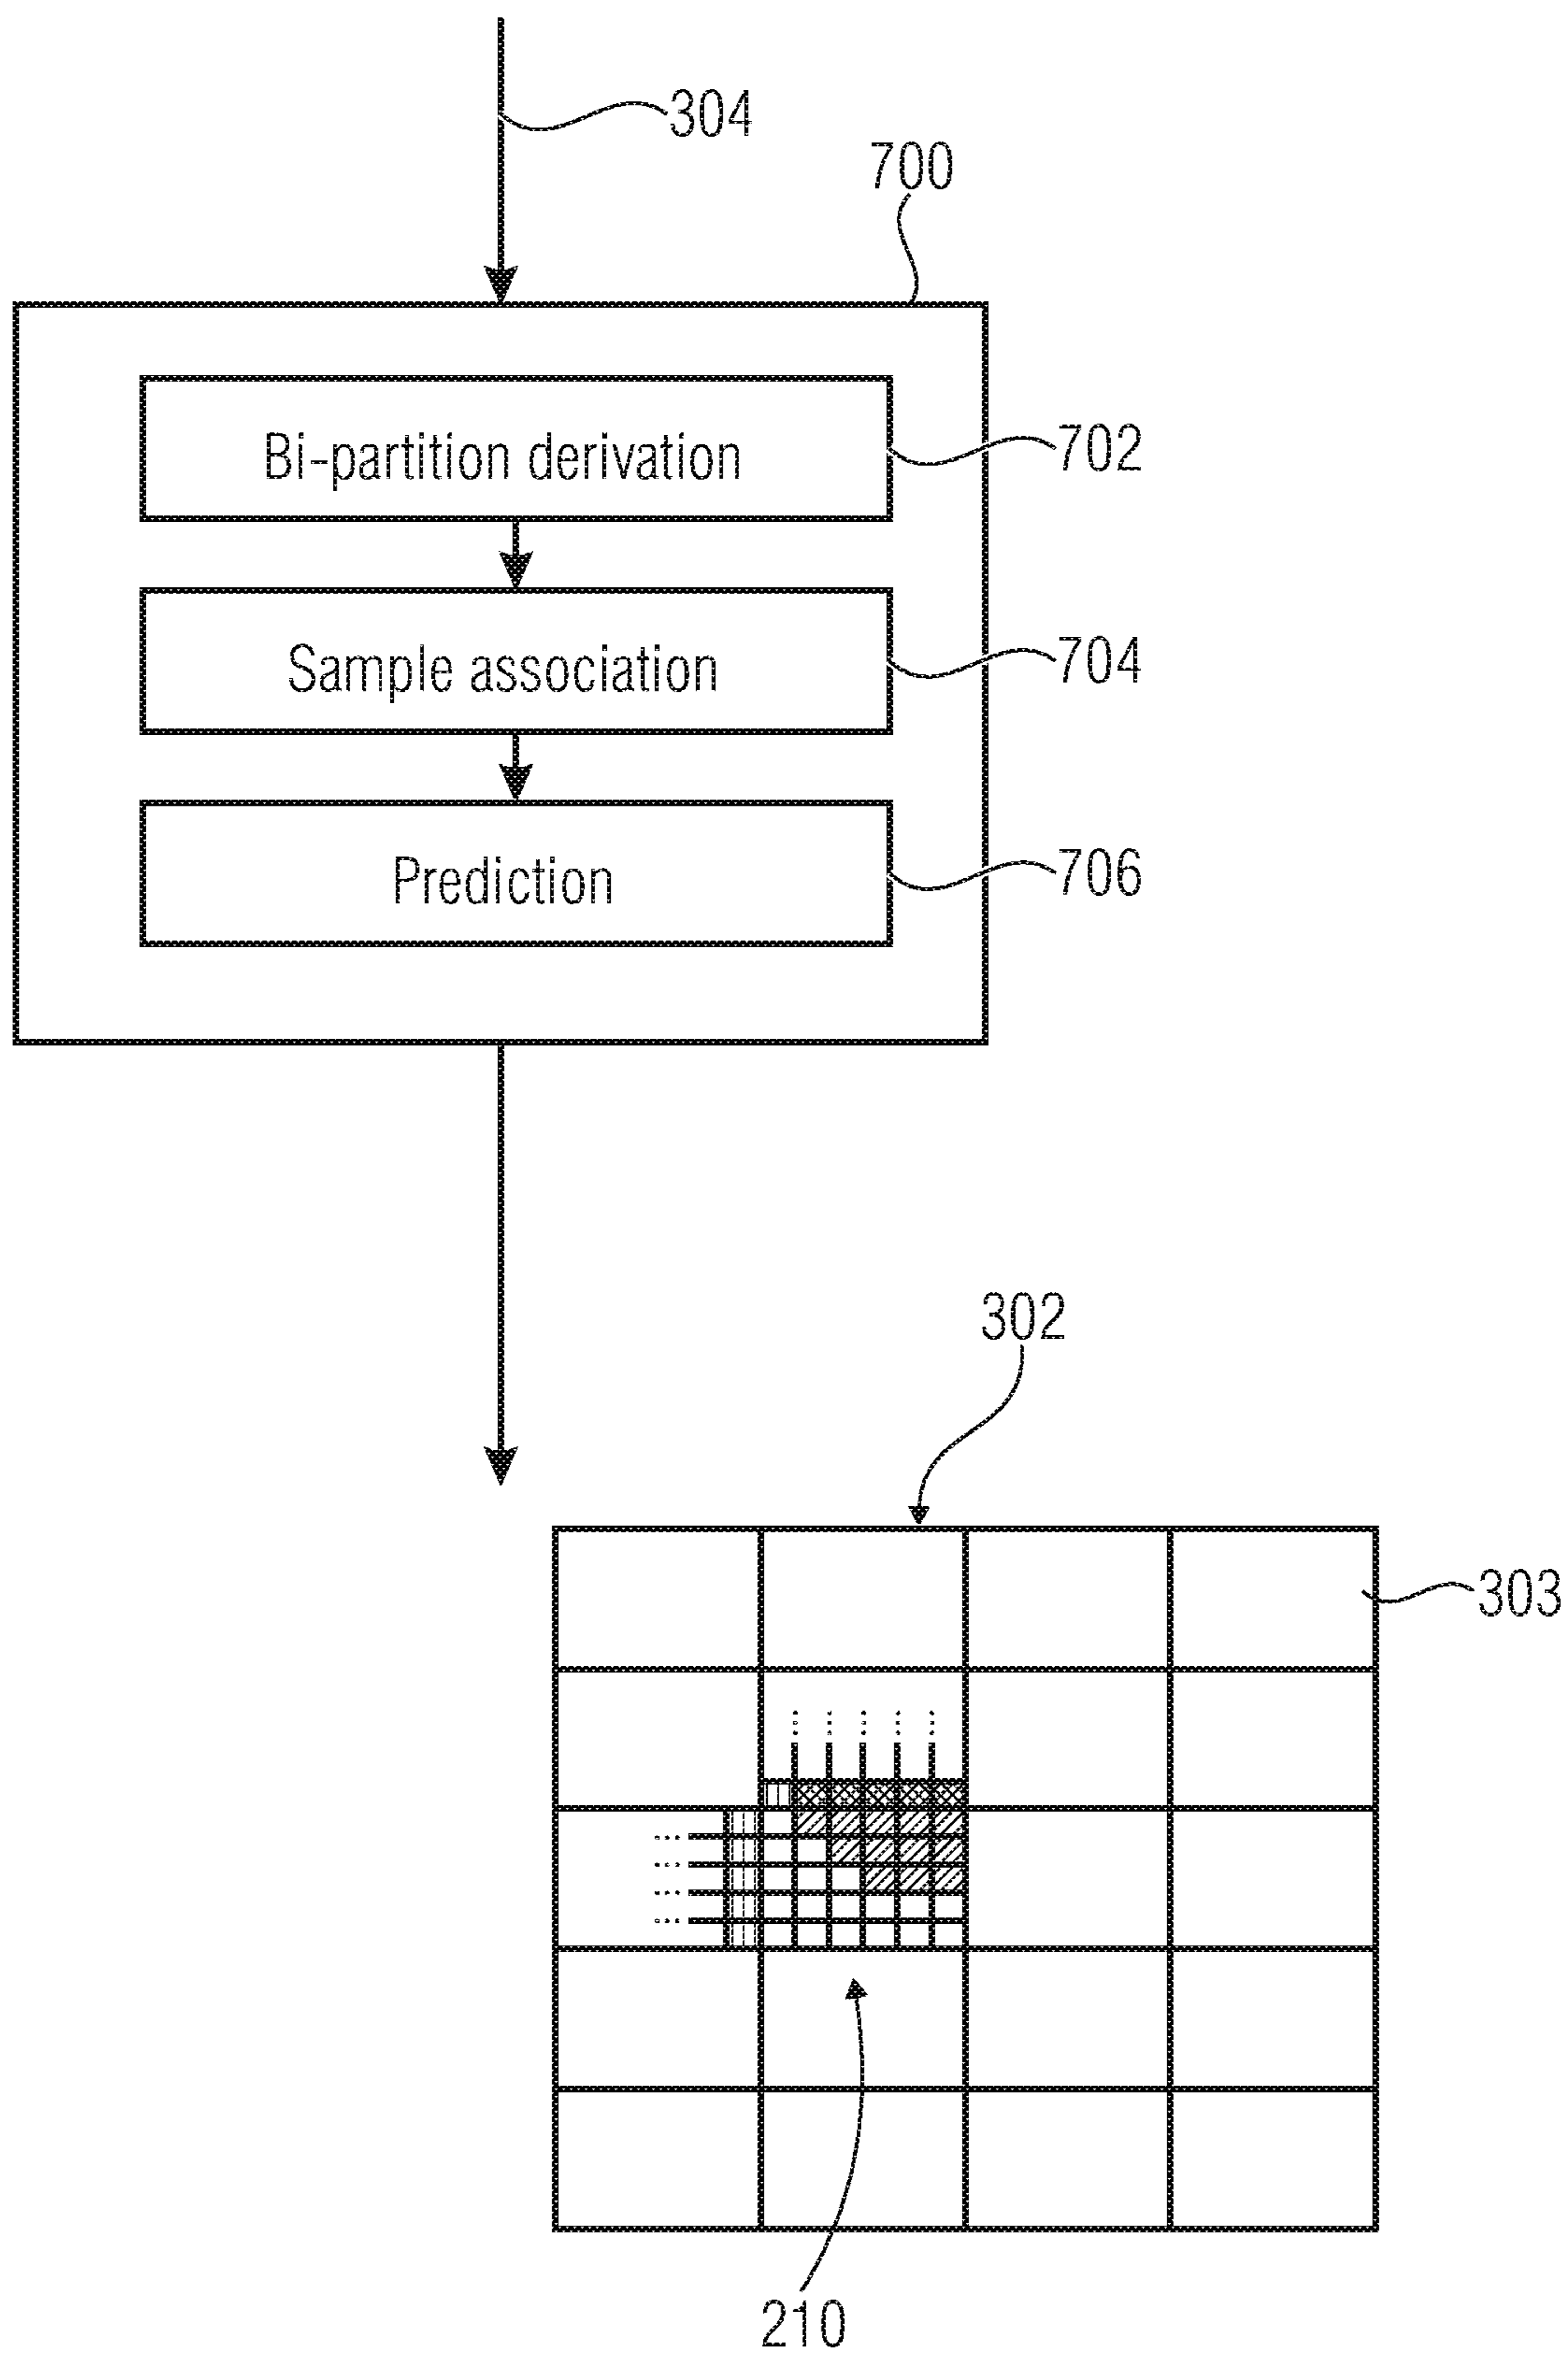 304
700
Bi-partition derivation
702
Sample association
704
Prediction
706
302
303
210